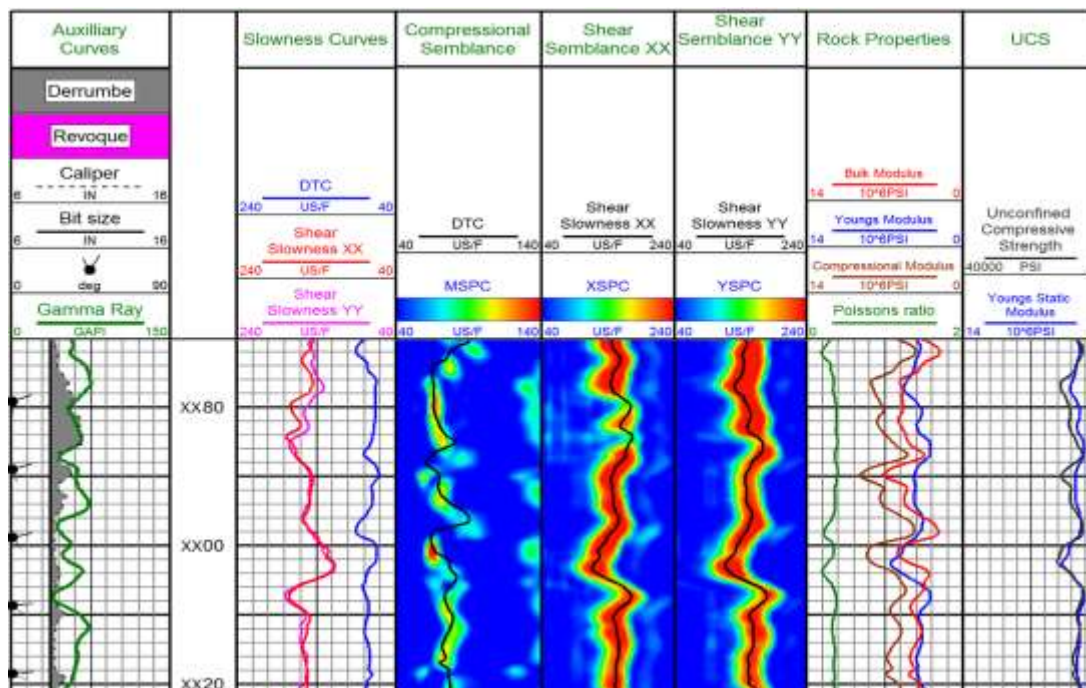 Auxilliary
Curves
Derrumbe
Revoque
Caliper
6 IN 16
Bit size
6 IN 16
0 deg 90
Gamma Ray
0 GAPI 150
Slowness Curves
DTC
240 US/F 40
Shear
Slowness XX
240 US/F 40
Shear
Slowness YY
240 US/F 40
Compressional
Semblance
DTC
40 US/F 140
MSPC
40 US/F 140
Shear
Semblance XX
Shear
Slowness XX
40 US/F 240
XSPC
40 US/F 240
Shear
Semblance YY
Shear
Slowness YY
40 US/F 240
YSPC
40 US/F 240
Rock Properties
Bulk Modulus
14 10^6PSI 0
Youngs Modulus
14 10^6PSI 0
Compressional Modulus
14 10^6PSI 0
Poissons ratio
0 2
UCS
Unconfined
Compressive
Strength
40000 PSI
Youngs Static
Modulus
14 10^6PSI
XX80
XX00
XX20